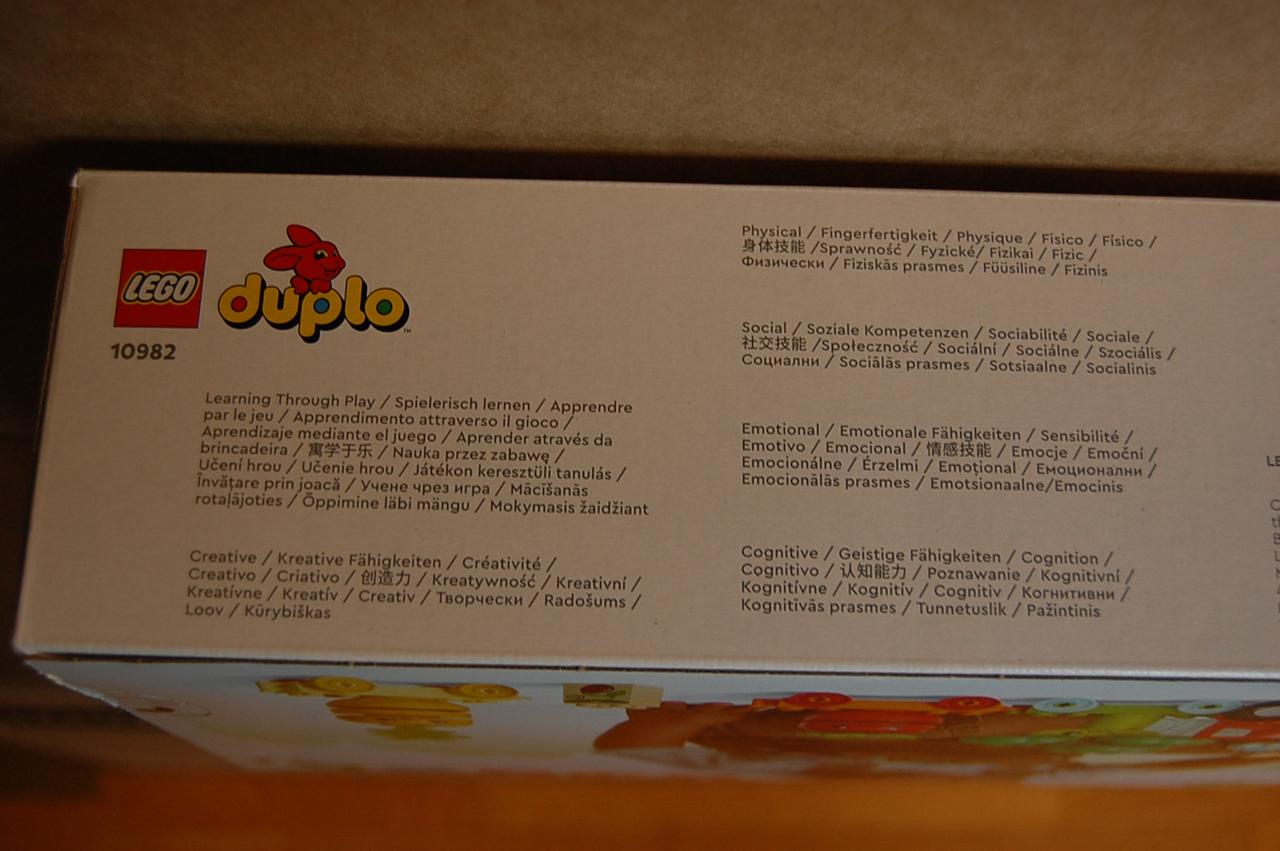 LEGO duplo™
10982
Learning Through Play / Spielerisch lernen / Apprendre
par le jeu / Apprendimento attraverso il gioco /
Aprendizaje mediante el juego / Aprender através da
brincadeira / 寓学于乐 / Nauka przez zabawę /
Učení hrou / Učenie hrou / Játékon keresztüli tanulás /
Învățare prin joacă / Учене чрез игра / Mācīšanās
rotaļājoties / Õppimine läbi mängu / Mokymasis žaidžiant
Creative / Kreative Fähigkeiten / Créativité /
Creativo / Criativo / 创造力 / Kreatywność / Kreativní /
Kreatívne / Kreatív / Creativ / Творчески / Radošums /
Loov / Kūrybiškas
Physical / Fingerfertigkeit / Physique / Fisico / Físico /
身体技能 /Sprawność / Fyzické/ Fizikai / Fizic /
Физически / Fiziskās prasmes / Füüsiline / Fizinis
Social / Soziale Kompetenzen / Sociabilité / Sociale /
社交技能 /Społeczność / Sociální / Sociálne / Szociális /
Социални / Sociālās prasmes / Sotsiaalne / Socialinis
Emotional / Emotionale Fähigkeiten / Sensibilité /
Emotivo / Emocional / 情感技能 / Emocje / Emoční /
Emocionálne / Érzelmi / Emoțional / Емоционални /
Emocionālās prasmes / Emotsionaalne/Emocinis
Cognitive / Geistige Fähigkeiten / Cognition /
Cognitivo / 认知能力 / Poznawanie / Kognitivní /
Kognitívne / Kognitív / Cognitiv / Когнитивни /
Kognitīvās prasmes / Tunnetuslik / Pažintinis